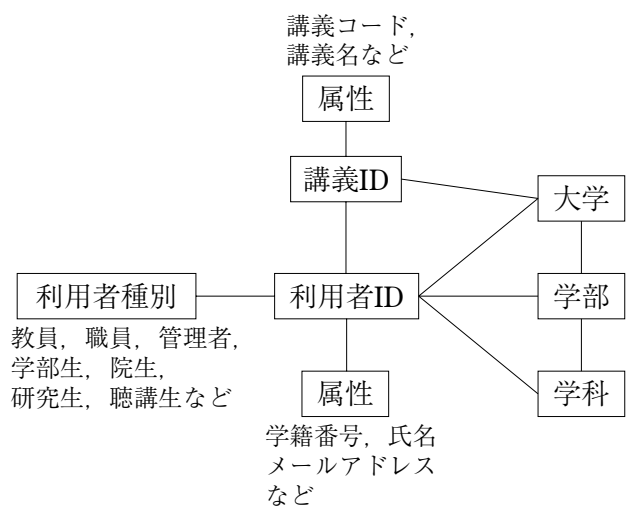 講義コード,
講義名など
属性
講義ID
大学
利用者種別
利用者ID
学部
教員，職員，管理者，
学部生，院生，
研究生，聴講生など
属性
学科
学籍番号，氏名
メールアドレス
など